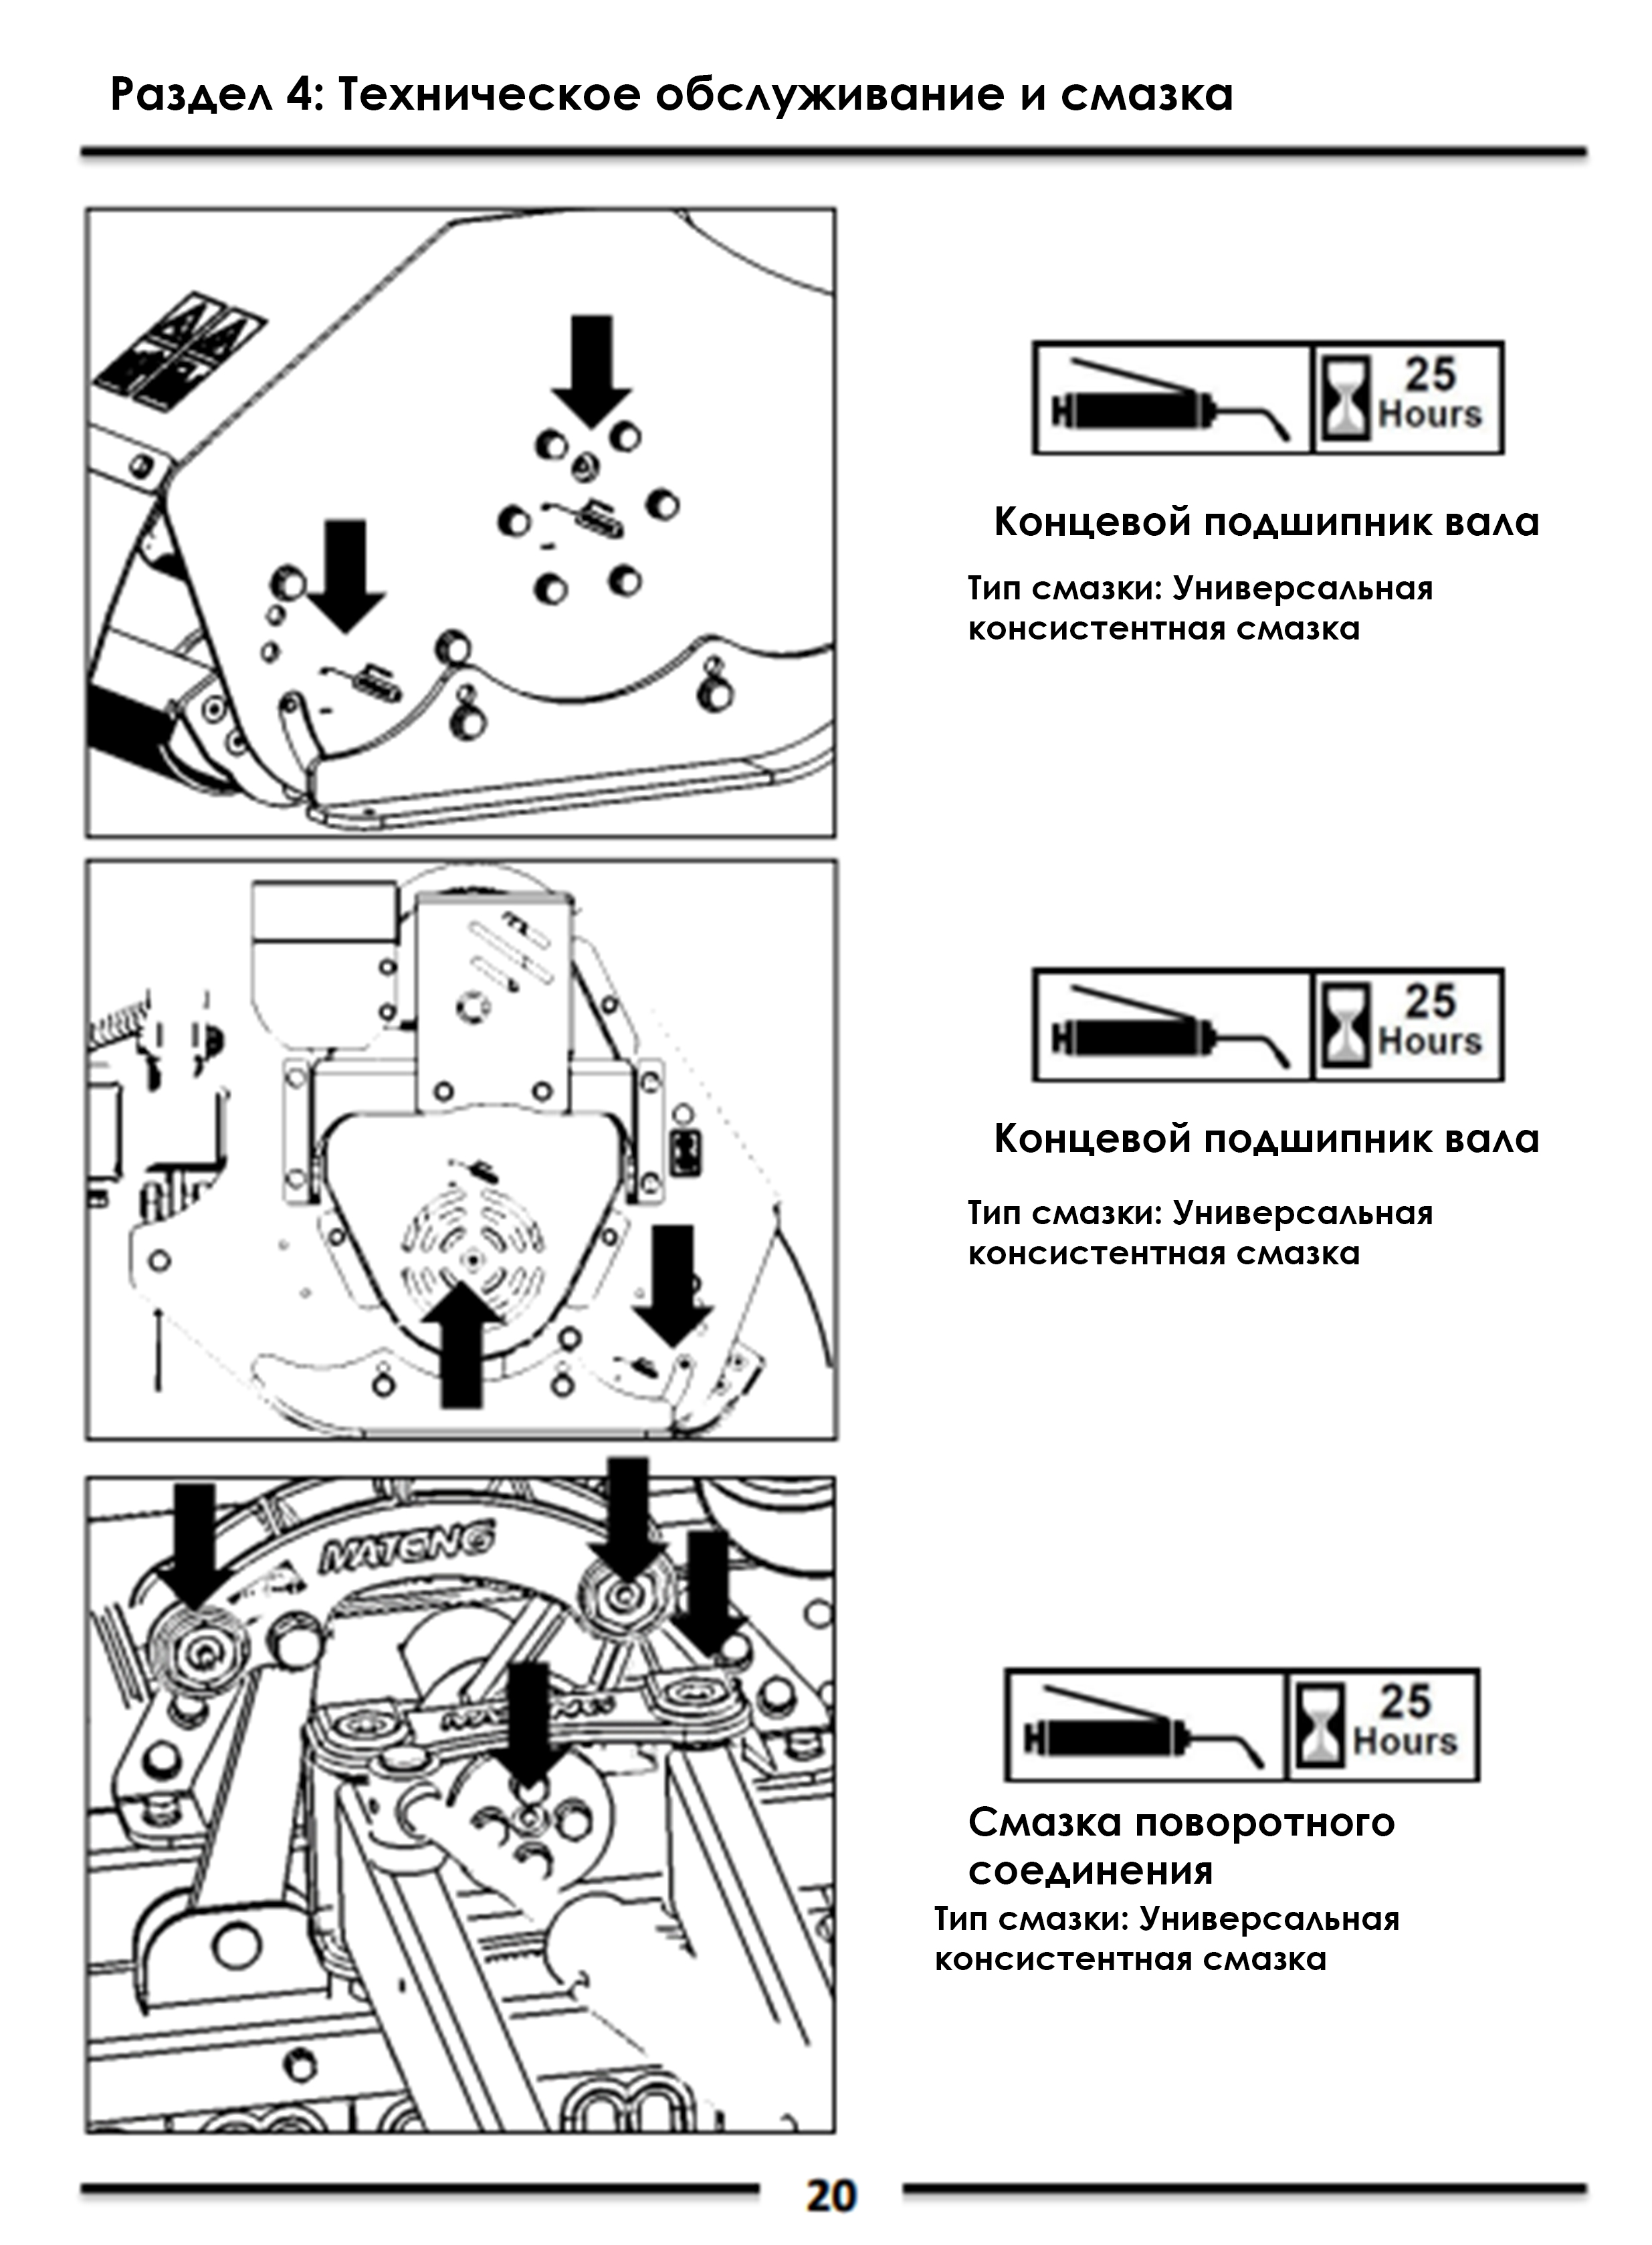 Раздел 4: Техническое обслуживание и смазка
25
Hours
Концевой подшипник вала
Тип смазки: Универсальная
консистентная смазка
25
Hours
Концевой подшипник вала
Тип смазки: Универсальная
консистентная смазка
MATENG
25
Hours
Смазка поворотного
соединения
Тип смазки: Универсальная
консистентная смазка
20